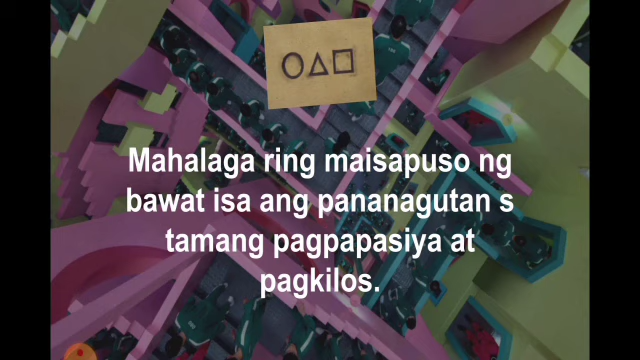 Mahalaga ring maisapuso ng
bawat isa ang pananagutan s
tamang pagpapasiya at
pagkilos.